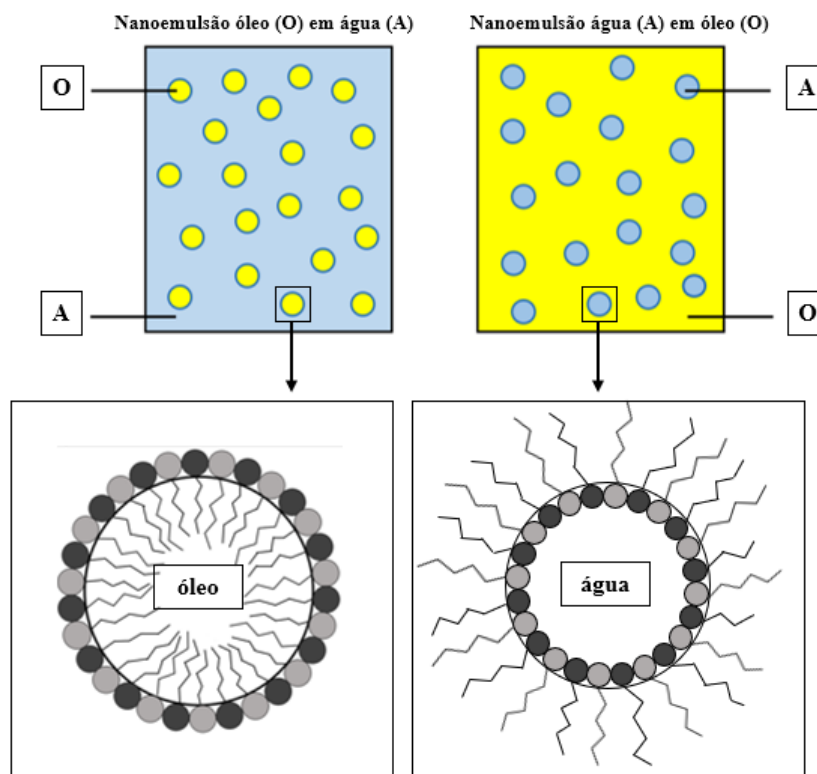 Nanoemulsão óleo (O) em água (A)
Nanoemulsão água (A) em óleo (O)
O
A
A
O
óleo
água